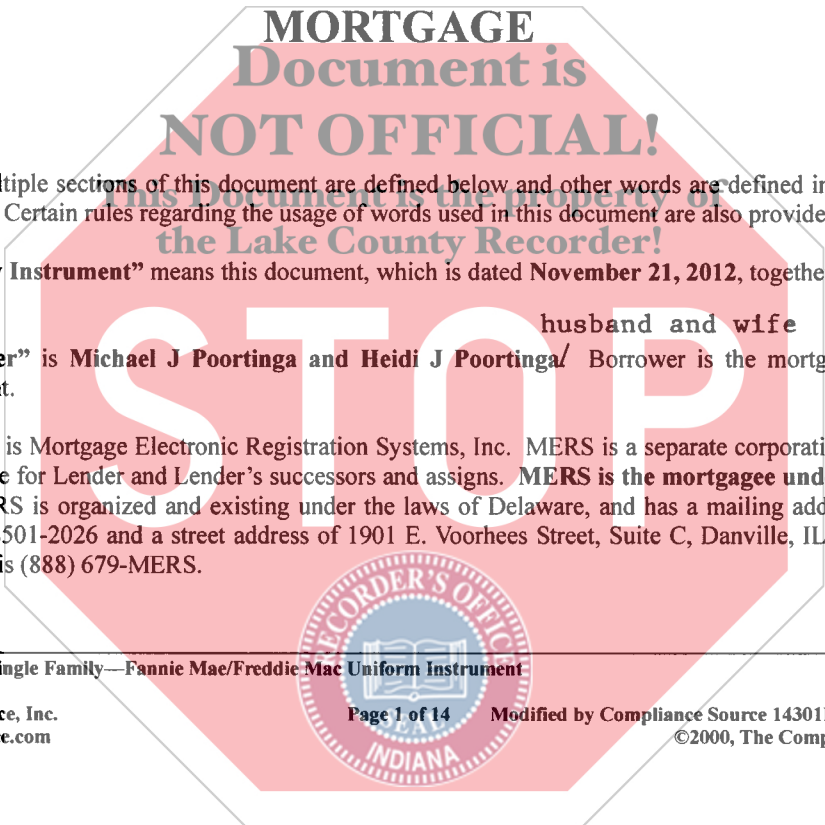 MORTGAGE
Document is
NOT OFFICIAL!
tiple sections of this document are defined below and other words are defined in
This Document is the property of
Certain rules regarding the usage of words used in this document are also provide
the Lake County Recorder!
Instrument” means this document, which is dated November 21, 2012, togethe
STOP
husband and wife
er” is Michael J Poortinga and Heidi J Poortinga/ Borrower is the mortg
t.
is Mortgage Electronic Registration Systems, Inc. MERS is a separate corporati
e for Lender and Lender’s successors and assigns. MERS is the mortgagee und
RS is organized and existing under the laws of Delaware, and has a mailing add
501-2026 and a street address of 1901 E. Voorhees Street, Suite C, Danville, IL
is (888) 679-MERS.
RECORDER'S OFFICE
SEAL
INDIANA
ingle Family—Fannie Mae/Freddie Mac Uniform Instrument
ce, Inc. Page 1 of 14 Modified by Compliance Source 14301
e.com ©2000, The Comp